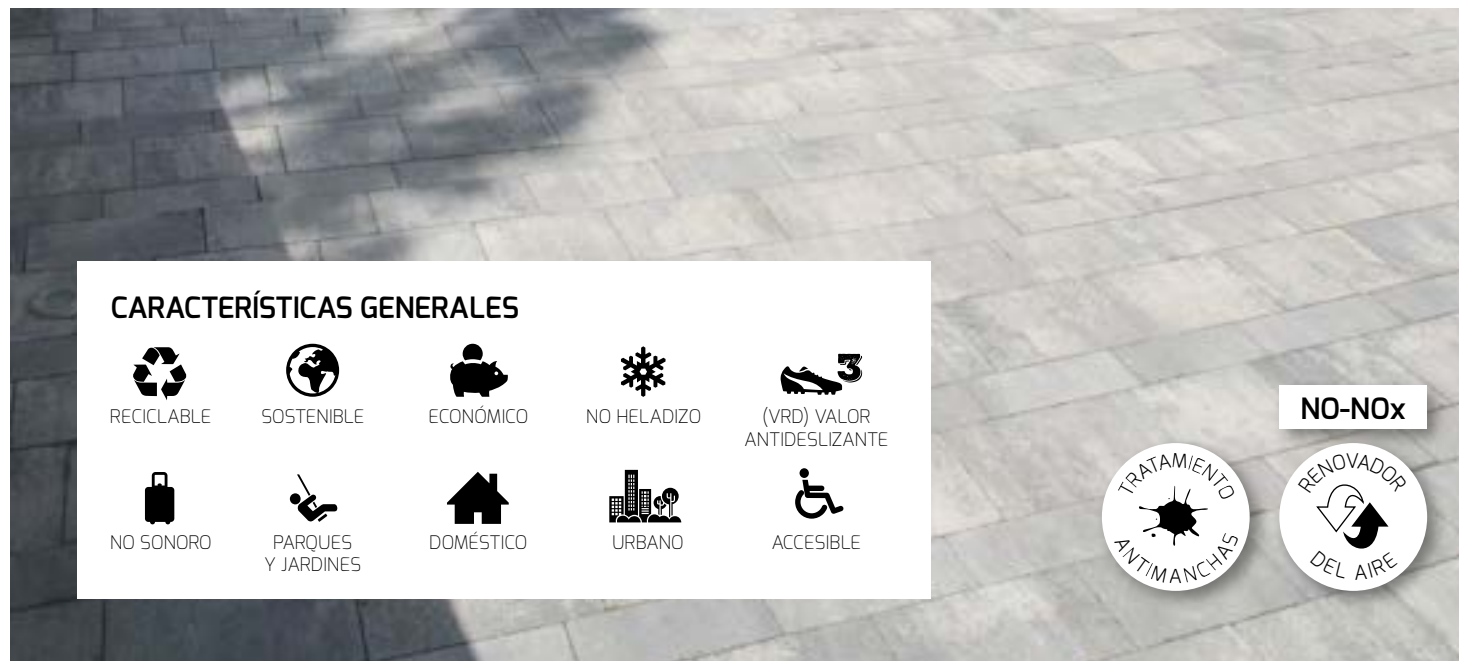 CARACTERÍSTICAS GENERALES
RECICLABLE
SOSTENIBLE
ECONÓMICO
NO HELADIZO
3
(VRD) VALOR
ANTIDESLIZANTE
NO SONORO
PARQUES
Y JARDINES
DOMÉSTICO
URBANO
ACCESIBLE
NO-NOx
TRATAMIENTO
ANTIMANCHAS
RENOVADOR
DEL AIRE